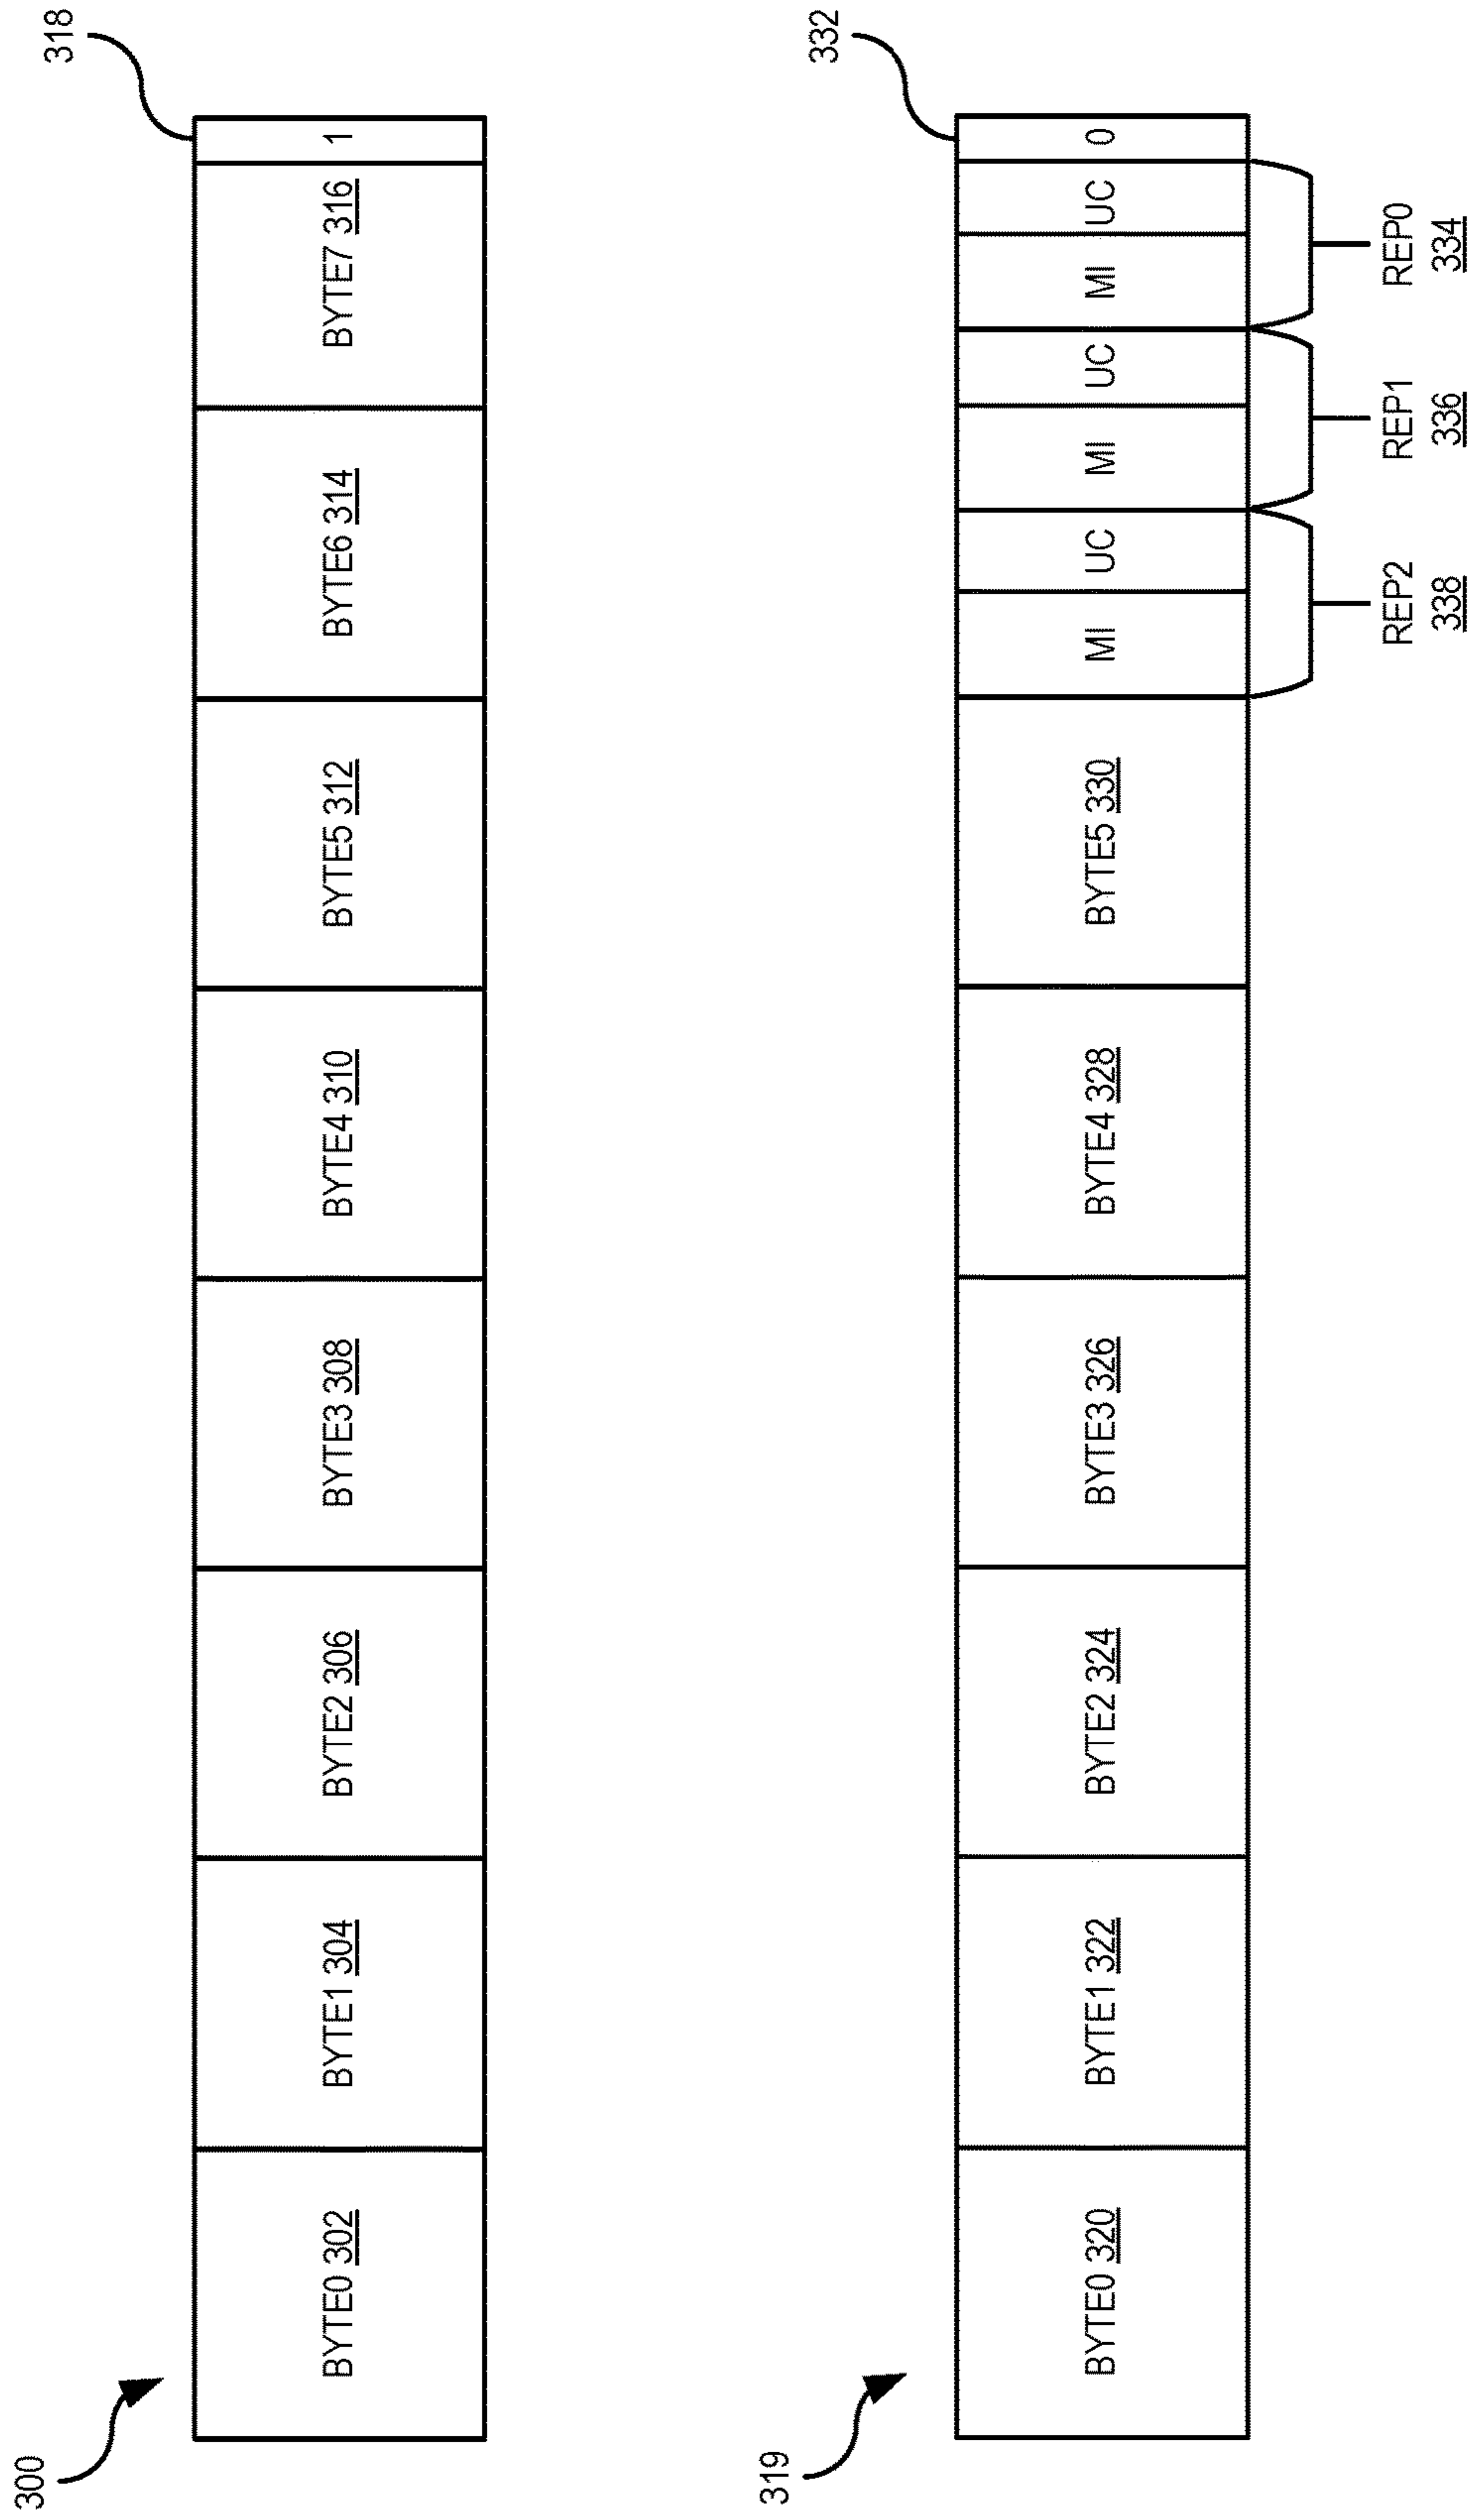 300
BYTE0 302
BYTE1 304
BYTE2 306
BYTE3 308
BYTE4 310
BYTE5 312
BYTE6 314
BYTE7 316
1
318
319
BYTE0 320
BYTE1 322
BYTE2 324
BYTE3 326
BYTE4 328
BYTE5 330
MI
UC
MI
UC
MI
UC
0
332
REP2
338
REP1
336
REP0
334